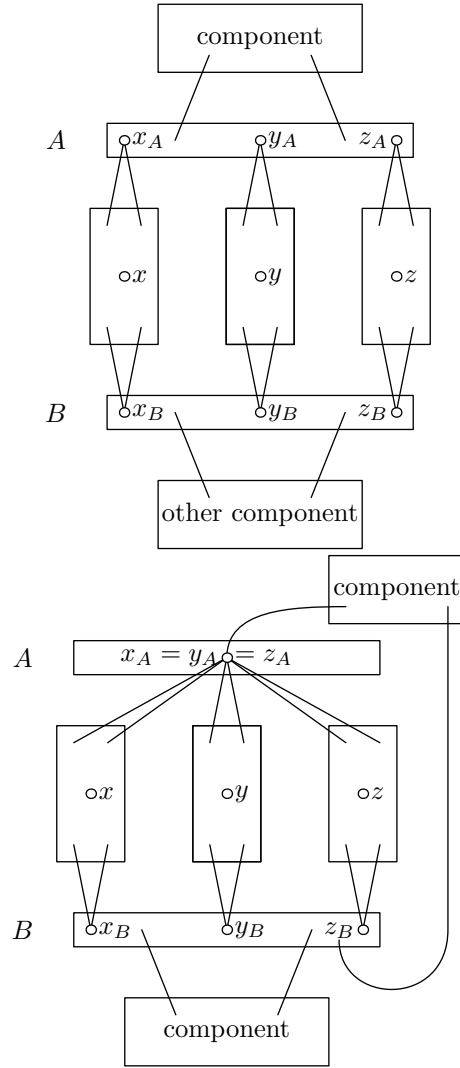 component
A x_A y_A z_A
x y z
B x_B y_B z_B
other component
component
A x_A = y_A = z_A
x y z
B x_B y_B z_B
component